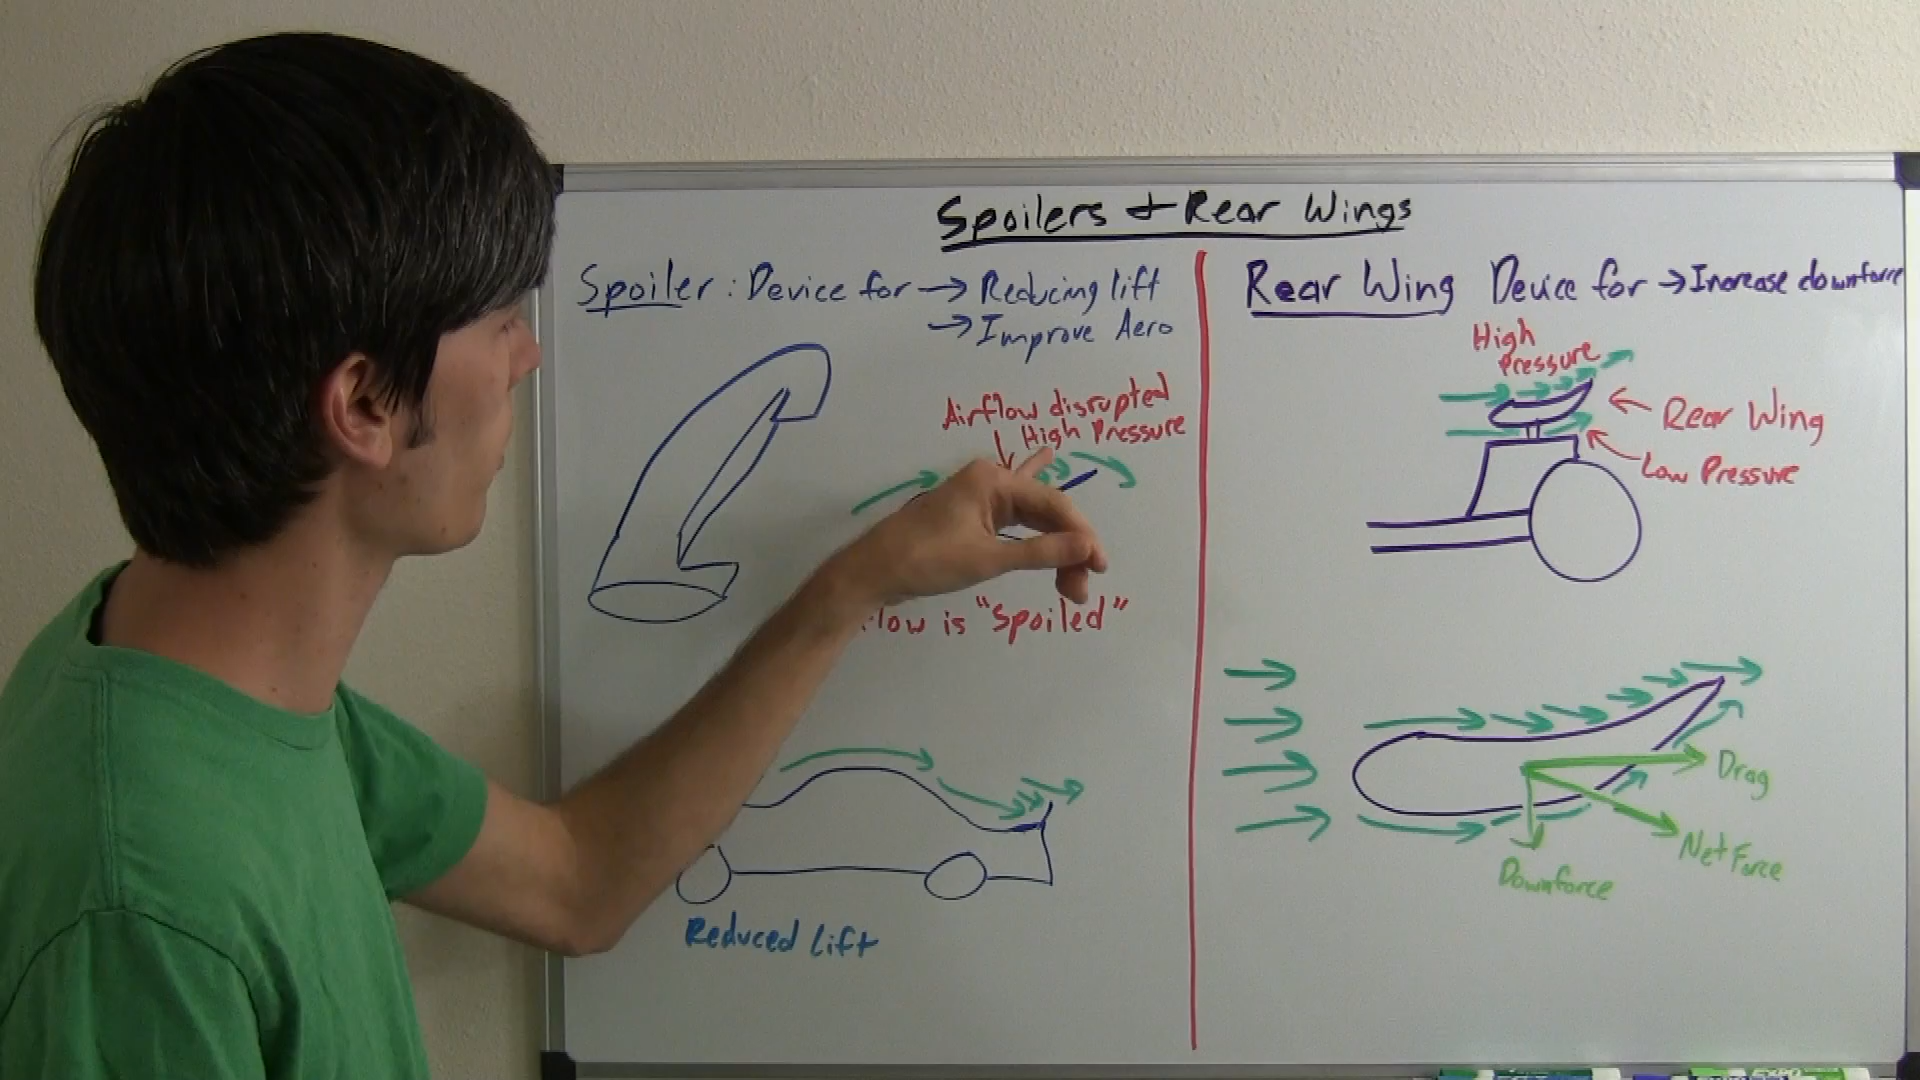 Spoilers + Rear Wings
Spoiler: Device for → Reducing lift
→ Improve Aero
Airflow disrupted
High Pressure
is "Spoiled"
Reduced Lift
Rear Wing Device for → Increase downforce
High
Pressure
Rear Wing
Low Pressure
Drag
Net Force
Downforce
EXPO